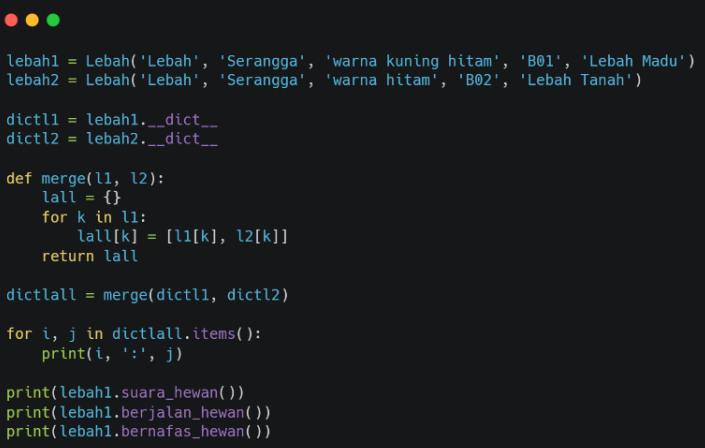 lebah1 = Lebah('Lebah', 'Serangga', 'warna kuning hitam', 'B01', 'Lebah Madu')
lebah2 = Lebah('Lebah', 'Serangga', 'warna hitam', 'B02', 'Lebah Tanah')

dictl1 = lebah1.__dict__
dictl2 = lebah2.__dict__

def merge(l1, l2):
    lall = {}
    for k in l1:
        lall[k] = [l1[k], l2[k]]
    return lall

dictlall = merge(dictl1, dictl2)

for i, j in dictlall.items():
    print(i, ':', j)

print(lebah1.suara_hewan())
print(lebah1.berjalan_hewan())
print(lebah1.bernafas_hewan())